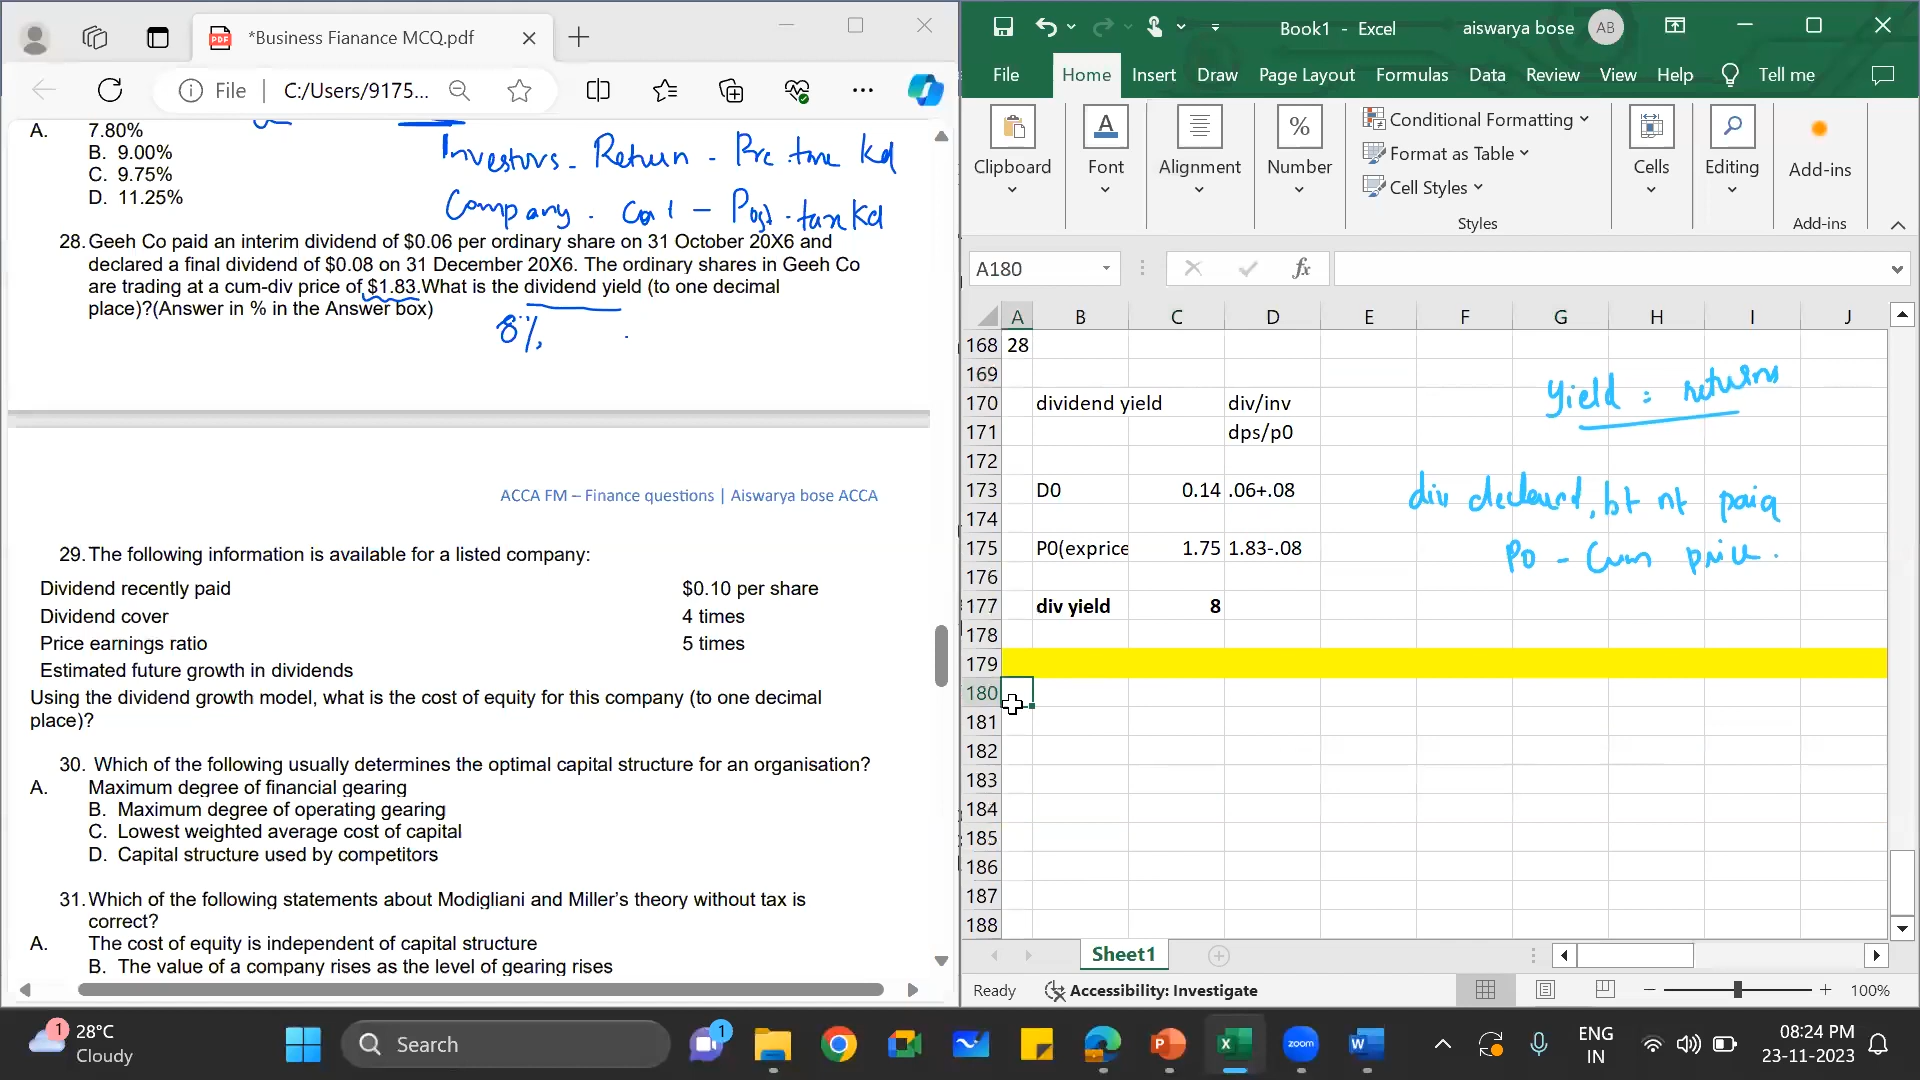 *Business Fianance MCQ.pdf
File
C:/Users/9175...
A. 7.80%
B. 9.00%
C. 9.75%
D. 11.25%
Investors - Return - Pre tax Kd
Company - Cost - Post-tax Kd
28. Geeh Co paid an interim dividend of $0.06 per ordinary share on 31 October 20X6 and
declared a final dividend of $0.08 on 31 December 20X6. The ordinary shares in Geeh Co
are trading at a cum-div price of $1.83.What is the dividend yield (to one decimal
place)?(Answer in % in the Answer box)
8%
ACCA FM – Finance questions | Aiswarya bose ACCA
29. The following information is available for a listed company:
Dividend recently paid $0.10 per share
Dividend cover 4 times
Price earnings ratio 5 times
Estimated future growth in dividends
Using the dividend growth model, what is the cost of equity for this company (to one decimal
place)?
30. Which of the following usually determines the optimal capital structure for an organisation?
A. Maximum degree of financial gearing
B. Maximum degree of operating gearing
C. Lowest weighted average cost of capital
D. Capital structure used by competitors
31. Which of the following statements about Modigliani and Miller's theory without tax is
correct?
A. The cost of equity is independent of capital structure
B. The value of a company rises as the level of gearing rises
Book1 - Excel
aiswarya bose AB
File Home Insert Draw Page Layout Formulas Data Review View Help Tell me
Clipboard
Font
Alignment
Number
Conditional Formatting
Format as Table
Cell Styles
Styles
Cells
Editing
Add-ins
Add-ins
A180
fx
A B C D E F G H I J
168 28
169
170 dividend yield div/inv
171 dps/p0
172
173 D0 0.14 .06+.08
174
175 P0(exprice 1.75 1.83-.08
176
177 div yield 8
178
179
180
181
182
183
184
185
186
187
188
Yield = returns
div declared, bt nt paid
P0 - Cum price.
Sheet1
Ready
Accessibility: Investigate
100%
1
28°C
Cloudy
Search
1
zoom
ENG
IN
08:24 PM
23-11-2023